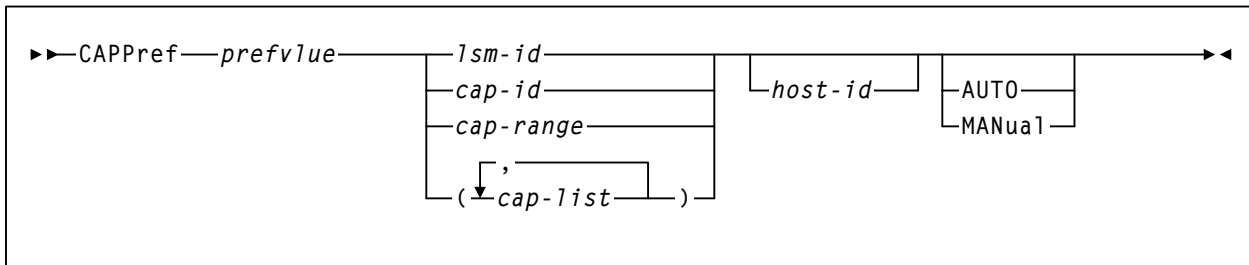 CAPPref prefvlue lsm-id host-id AUTO
cap-id MANual
cap-range
,
( cap-list )